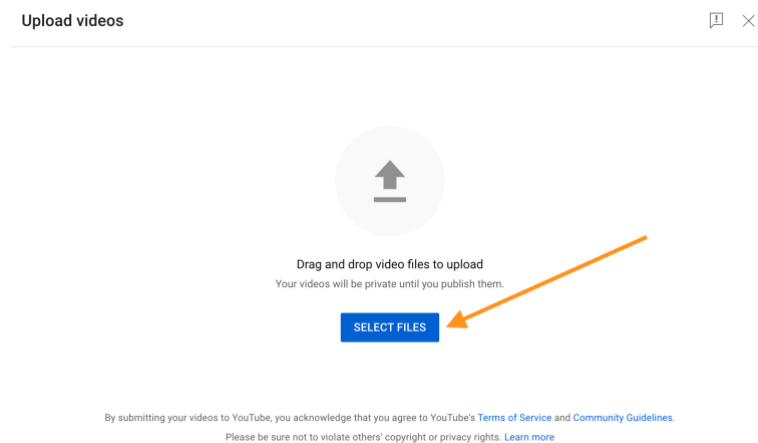 Upload videos
Drag and drop video files to upload
Your videos will be private until you publish them.
SELECT FILES
By submitting your videos to YouTube, you acknowledge that you agree to YouTube's Terms of Service and Community Guidelines.
Please be sure not to violate others' copyright or privacy rights. Learn more